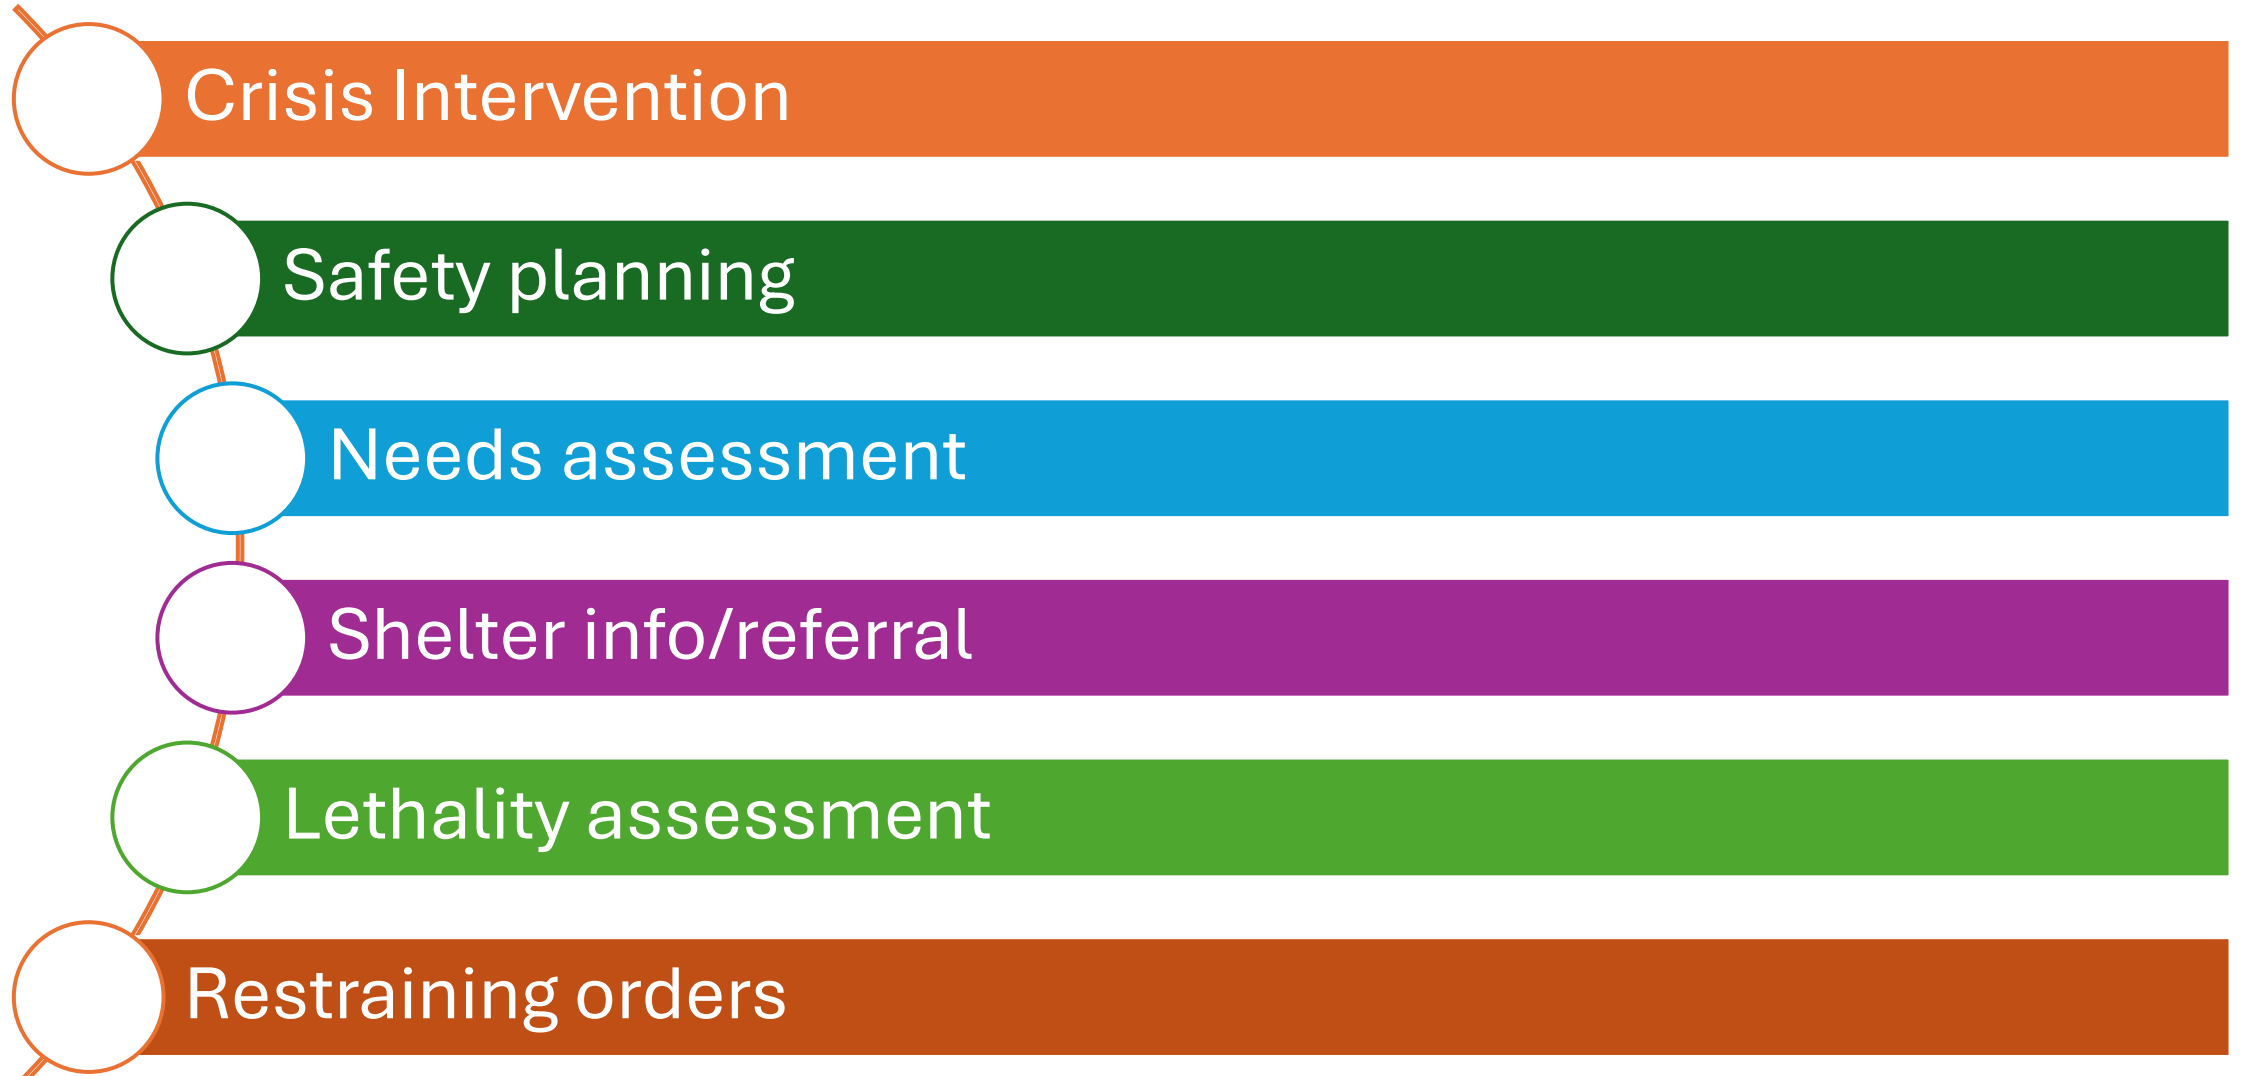 Crisis Intervention
Safety planning
Needs assessment
Shelter info/referral
Lethality assessment
Restraining orders